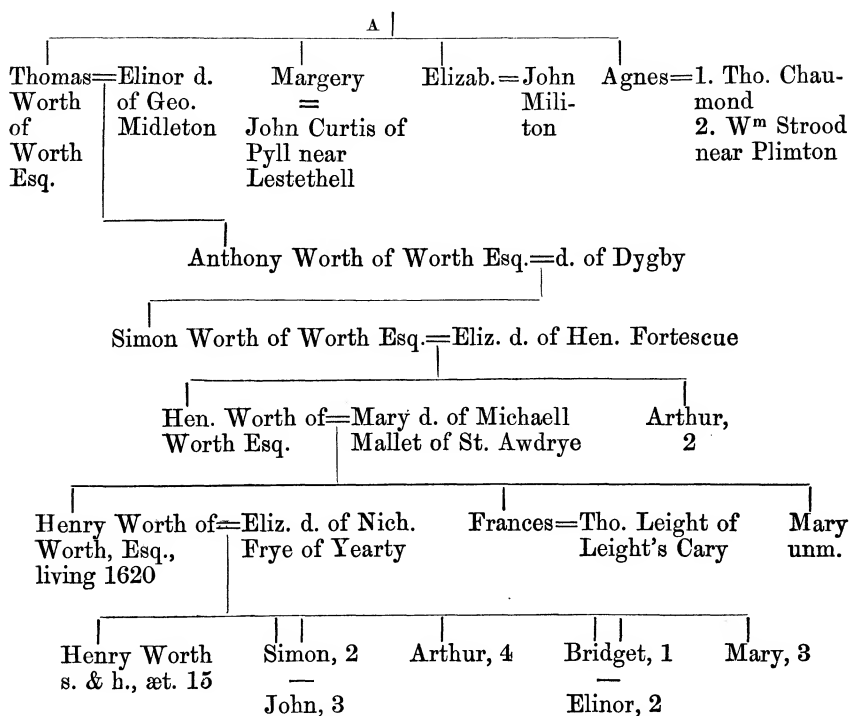 A
Thomas=Elinor d.
Worth of Geo.
of Midleton
Worth
Esq.
Margery
=
John Curtis of
Pyll near
Lestethell
Elizab.=John
Mili-
ton
Agnes=1. Tho. Chau-
mond
2. Wᵐ Strood
near Plimton
Anthony Worth of Worth Esq.=d. of Dygby
Simon Worth of Worth Esq.=Eliz. d. of Hen. Fortescue
Hen. Worth of=Mary d. of Michaell
Worth Esq. Mallet of St. Awdrye
Arthur,
2
Henry Worth of=Eliz. d. of Nich.
Worth, Esq., Frye of Yearty
living 1620
Frances=Tho. Leight of
Leight's Cary
Mary
unm.
Henry Worth
s. & h., æt. 15
Simon, 2
—
John, 3
Arthur, 4
Bridget, 1
—
Elinor, 2
Mary, 3